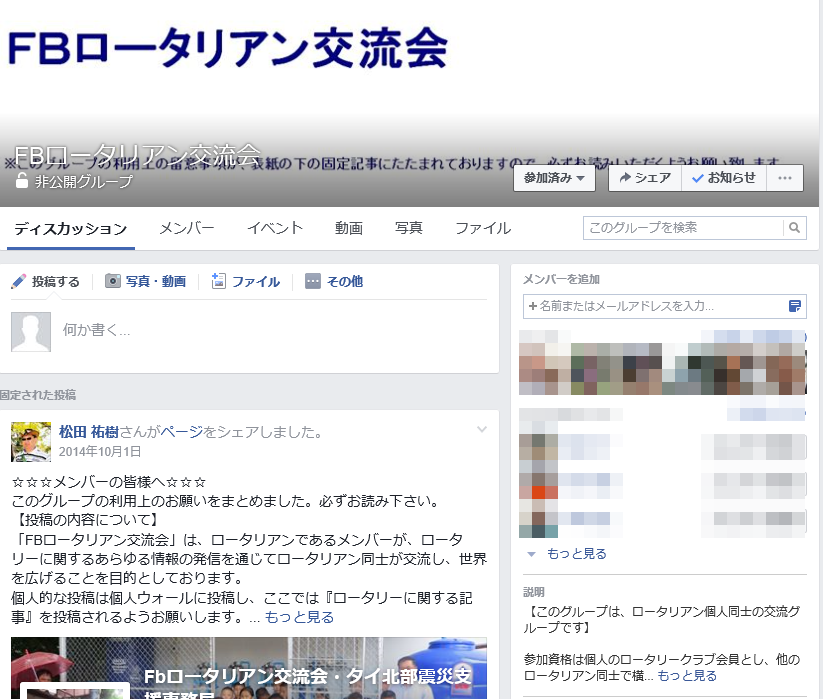 FBロータリアン交流会
FBロータリアン交流会
※このグループの利用上の留意事項が、表紙の下の固定記事にたたまれておりますので、必ずお読みいただくようお願い致します。
非公開グループ
参加済み
シェア
お知らせ
ディスカッション メンバー イベント 動画 写真 ファイル
このグループを検索
投稿する 写真・動画 ファイル その他
何か書く...
固定された投稿
松田 祐樹さんがページをシェアしました。
2014年10月1日
☆☆☆メンバーの皆様へ☆☆☆
このグループの利用上のお願いをまとめました。必ずお読み下さい。
【投稿の内容について】
「FBロータリアン交流会」は、ロータリアンであるメンバーが、ロータ
リーに関するあらゆる情報の発信を通じてロータリアン同士が交流し、世界
を広げることを目的としております。
個人的な投稿は個人ウォールに投稿し、ここでは『ロータリーに関する記
事』を投稿されるようお願いします。... もっと見る
Fbロータリアン交流会・タイ北部震災支
援事務局
メンバーを追加
+ 名前またはメールアドレスを入力...
もっと見る
説明
【このグループは、ロータリアン個人同士の交流グ
ループです】
参加資格は個人のロータリークラブ会員とし、他の
ロータリアン同士で横... もっと見る